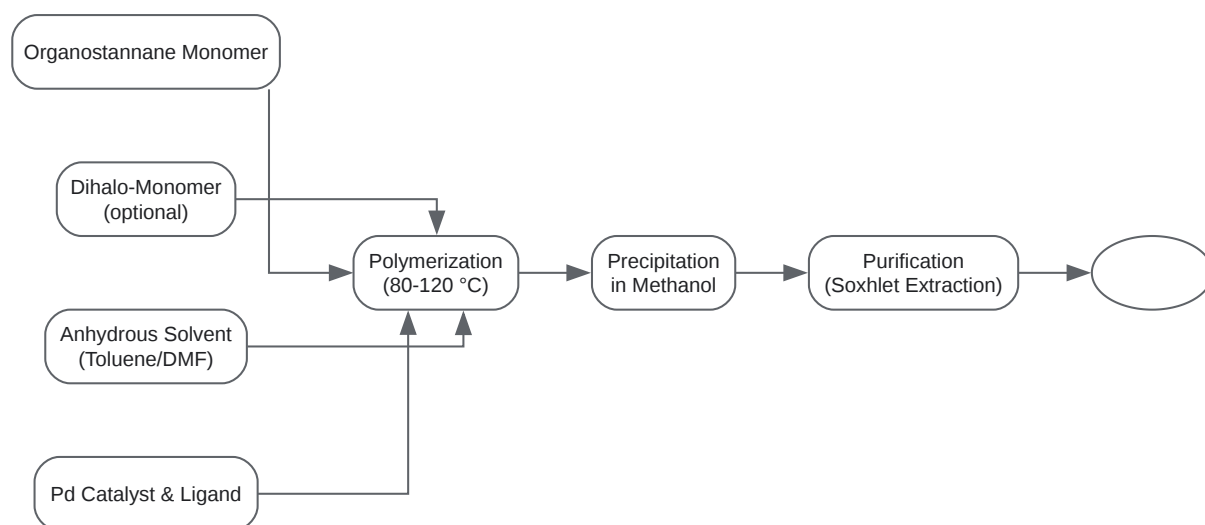 Organostannane Monomer
Dihalo-Monomer
(optional)
Polymerization
(80-120 °C)
Precipitation
in Methanol
Purification
(Soxhlet Extraction)
Anhydrous Solvent
(Toluene/DMF)
Pd Catalyst & Ligand